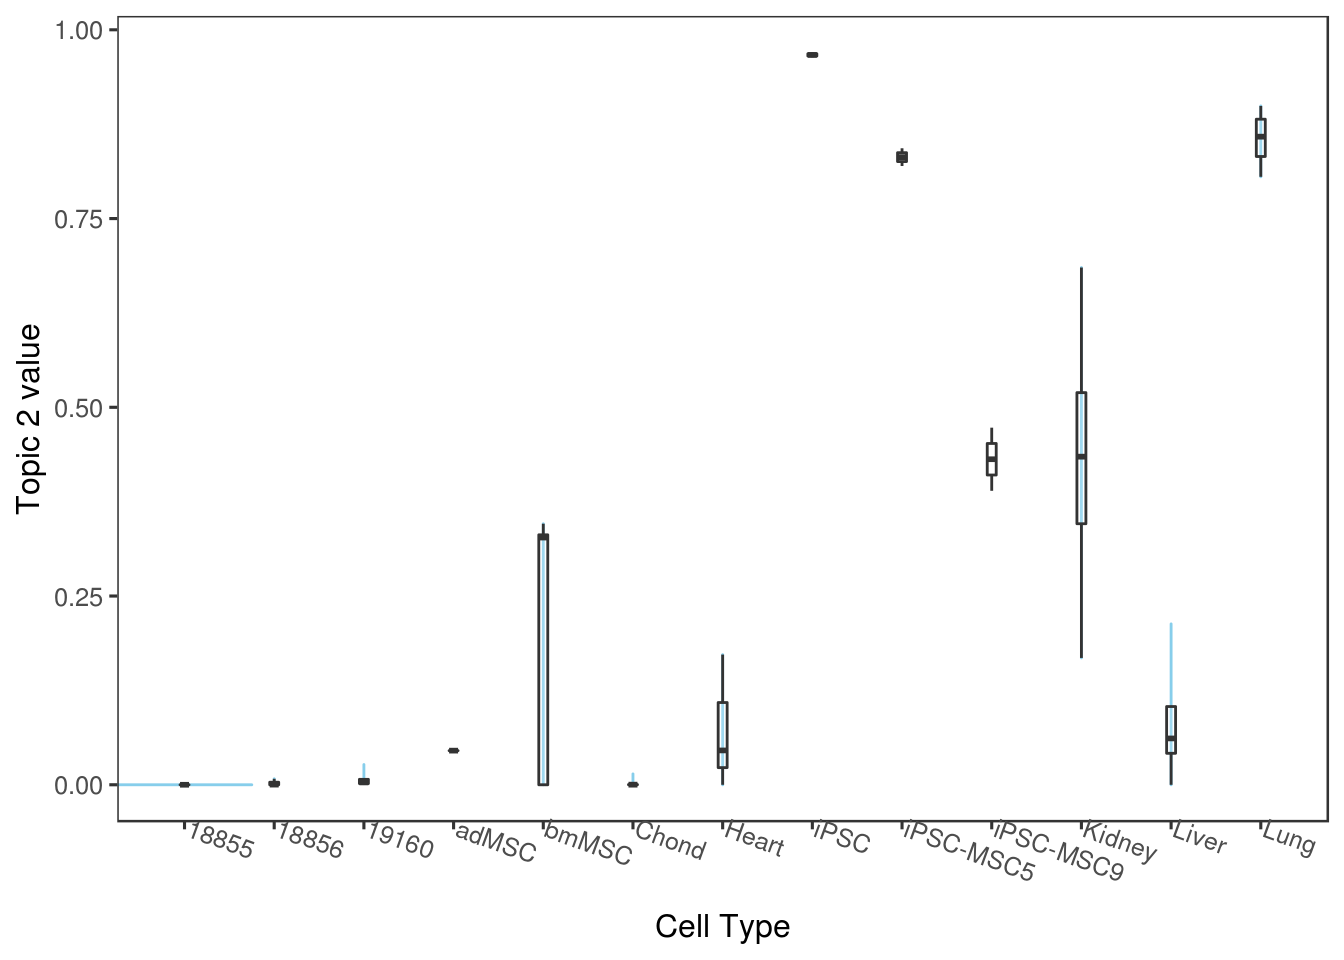 1.00
0.75
0.50
0.25
0.00
Topic 2 value
18855
18856
19160
adMSC
bmMSC
Chond
Heart
iPSC
iPSC-MSC5
iPSC-MSC9
Kidney
Liver
Lung
Cell Type